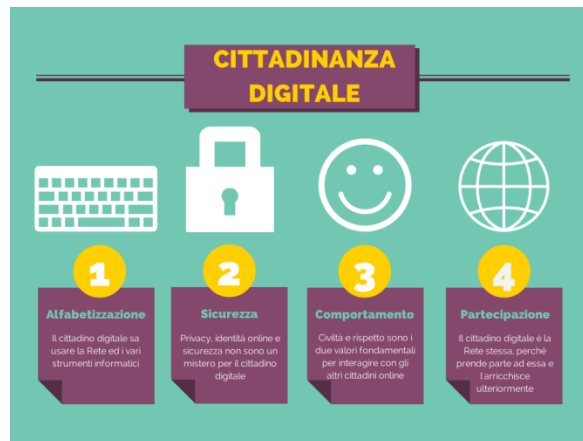 CITTADINANZA
DIGITALE
1
Alfabetizzazione
Il cittadino digitale sa
usare la Rete ed i vari
strumenti informatici
2
Sicurezza
Privacy, identità online e
sicurezza non sono un
mistero per il cittadino
digitale
3
Comportamento
Civiltà e rispetto sono i
due valori fondamentali
per interagire con gli
altri cittadini online
4
Partecipazione
Il cittadino digitale è la
Rete stessa, perché
prende parte ad essa e
l'arricchisce
ulteriormente